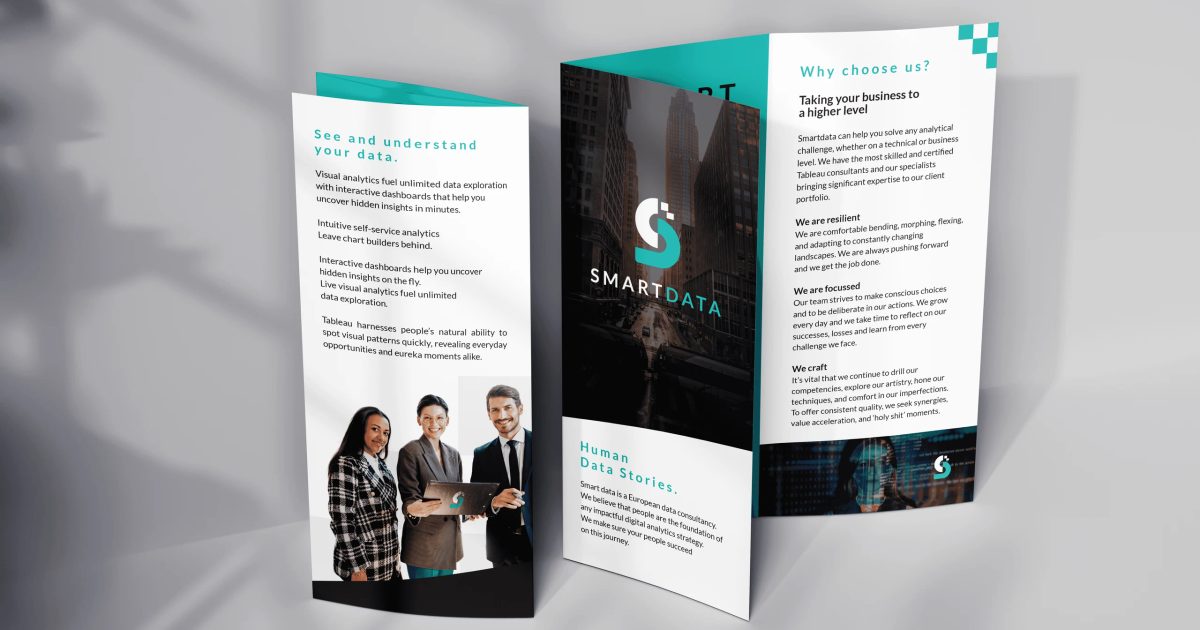 See and understand
your data.
Visual analytics fuel unlimited data exploration
with interactive dashboards that help you
uncover hidden insights in minutes.
Intuitive self-service analytics
Leave chart builders behind.
Interactive dashboards help you uncover
hidden insights on the fly.
Live visual analytics fuel unlimited
data exploration.
Tableau harnesses people's natural ability to
spot visual patterns quickly, revealing everyday
opportunities and eureka moments alike.
SMARTDATA
Human
Data Stories.
Smart data is a European data consultancy.
We believe that people are the foundation of
any impactful digital analytics strategy.
We make sure your people succeed
on this journey.
Why choose us?
Taking your business to
a higher level
Smartdata can help you solve any analytical
challenge, whether on a technical or business
level. We have the most skilled and certified
Tableau consultants and our specialists
bringing significant expertise to our client
portfolio.
We are resilient
We are comfortable bending, morphing, flexing,
and adapting to constantly changing
landscapes. We are always pushing forward
and we get the job done.
We are focussed
Our team strives to make conscious choices
and to be deliberate in our actions. We grow
every day and we take time to reflect on our
successes, losses and learn from every
challenge we face.
We craft
It's vital that we continue to drill our
competencies, explore our artistry, hone our
techniques, and comfort in our imperfections.
To offer consistent quality, we seek synergies,
value acceleration, and 'holy shit' moments.